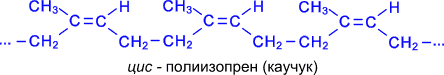 CH₃ H CH₃ H CH₃ H
C=C C=C C=C
... —CH₂ CH₂—CH₂ CH₂—CH₂ CH₂—...
цис - полиизопрен (каучук)